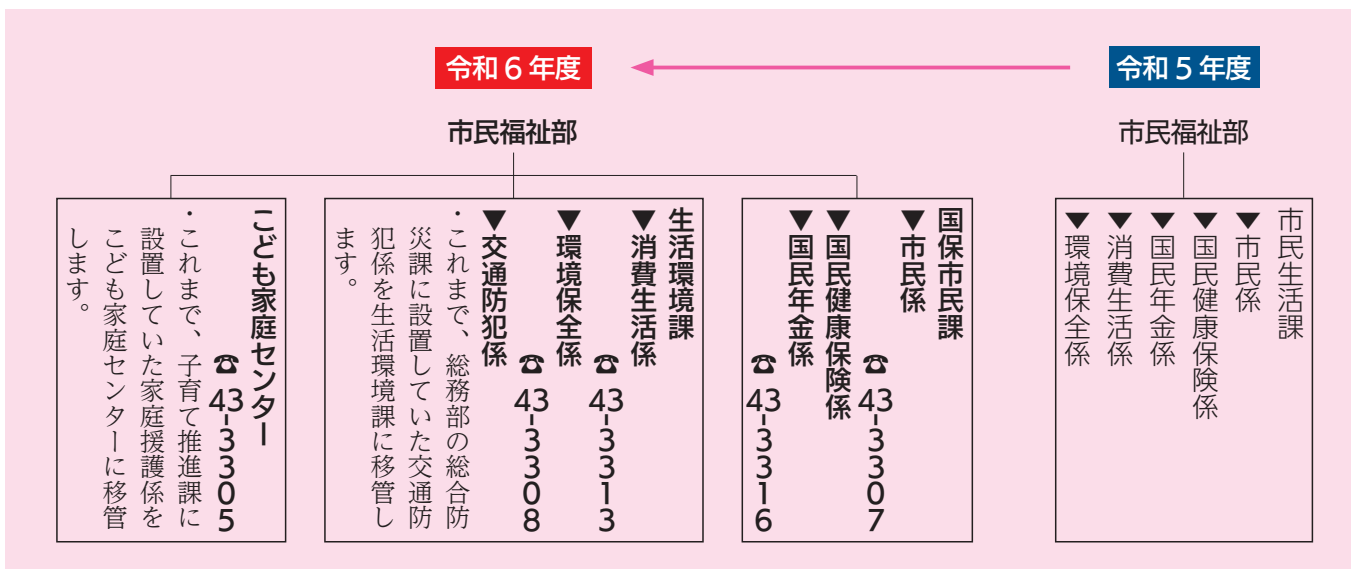 令和5年度
市民福祉部
市民生活課
▼市民係
▼国民健康保険係
▼国民年金係
▼消費生活係
▼環境保全係
令和6年度
市民福祉部
国保市民課
▼市民係
☎43-3307
▼国民健康保険係
▼国民年金係
☎43-3316
生活環境課
▼消費生活係
☎43-3313
▼環境保全係
☎43-3308
▼交通防犯係
・これまで、総務部の総合防
災課に設置していた交通防
犯係を生活環境課に移管し
ます。
こども家庭センター
☎43-3305
・これまで、子育て推進課に
設置していた家庭援護係を
こども家庭センターに移管
します。